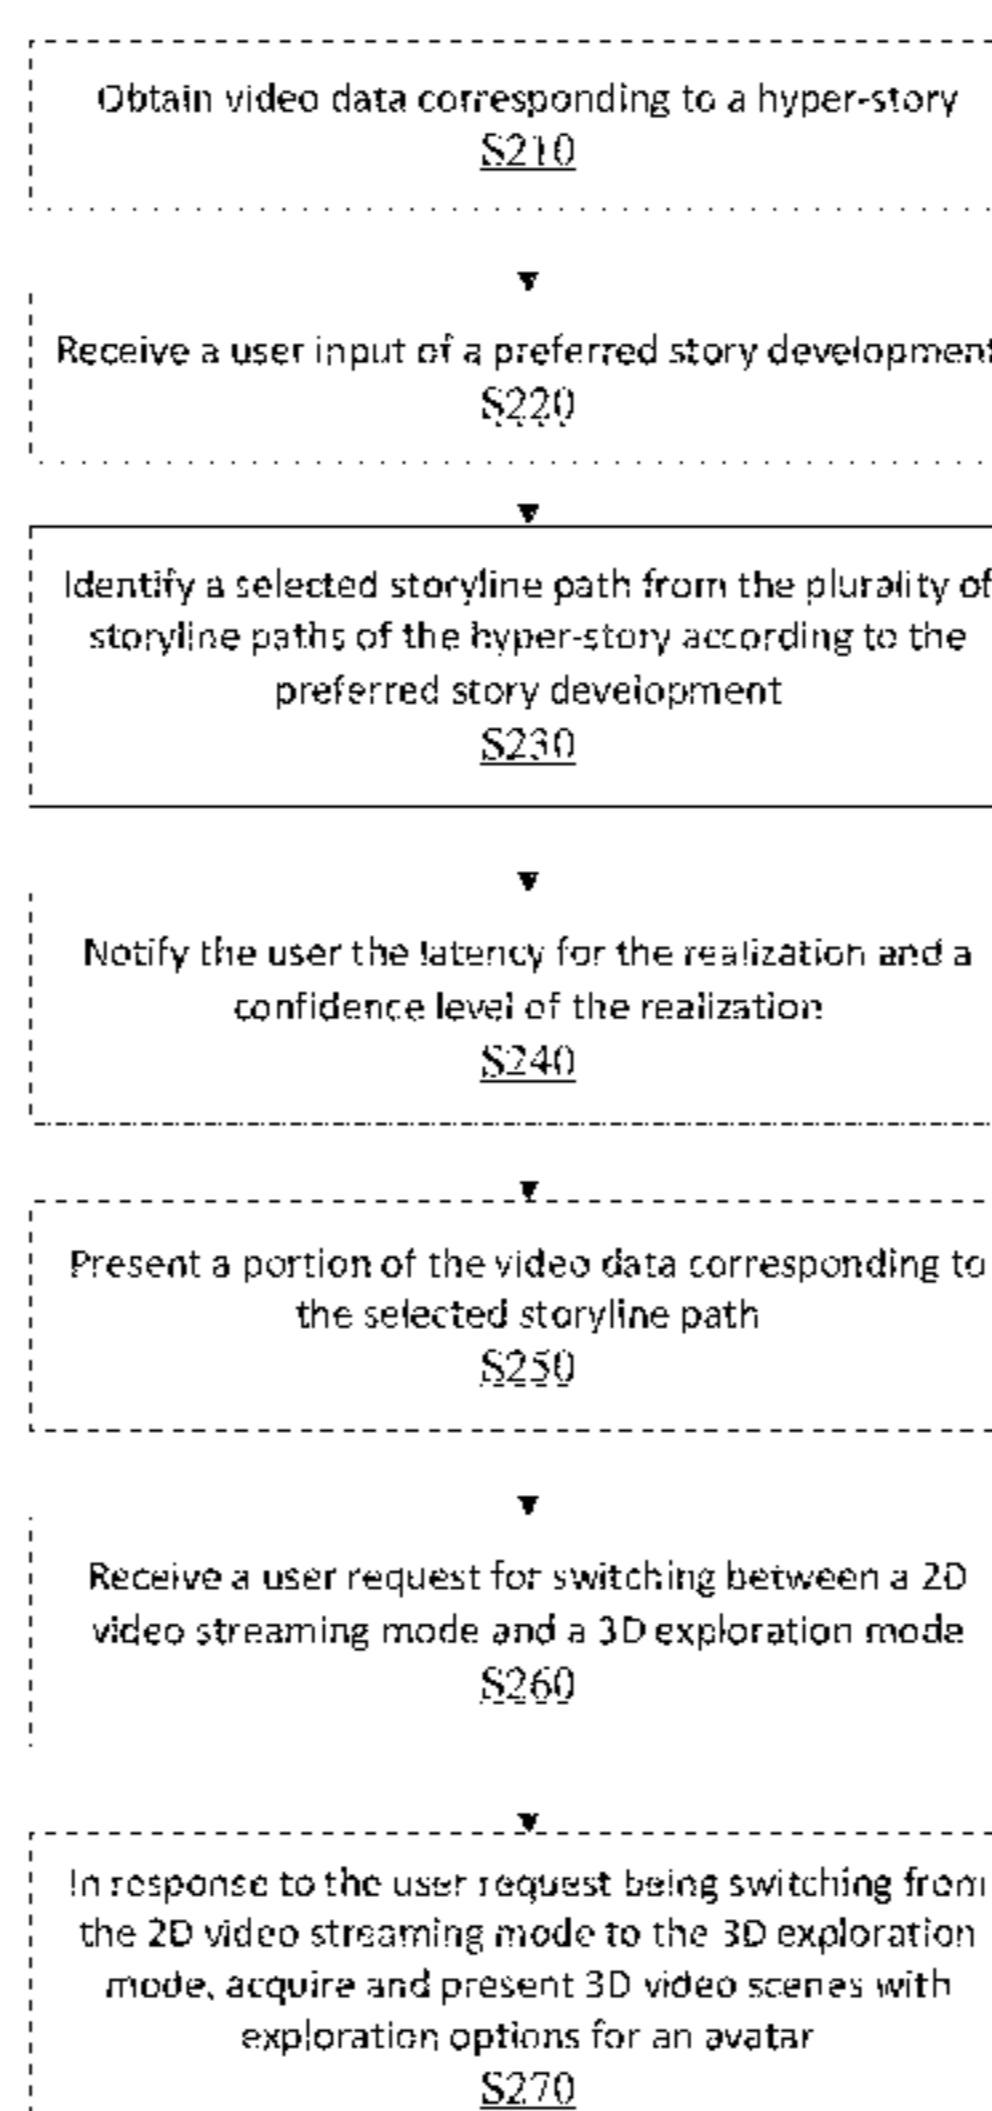 Obtain video data corresponding to a hyper-story
S210
Receive a user input of a preferred story development
S220
Identify a selected storyline path from the plurality of
storyline paths of the hyper-story according to the
preferred story development
S230
Notify the user the latency for the realization and a
confidence level of the realization
S240
Present a portion of the video data corresponding to
the selected storyline path
S250
Receive a user request for switching between a 2D
video streaming mode and a 3D exploration mode
S260
In response to the user request being switching from
the 2D video streaming mode to the 3D exploration
mode, acquire and present 3D video scenes with
exploration options for an avatar
S270